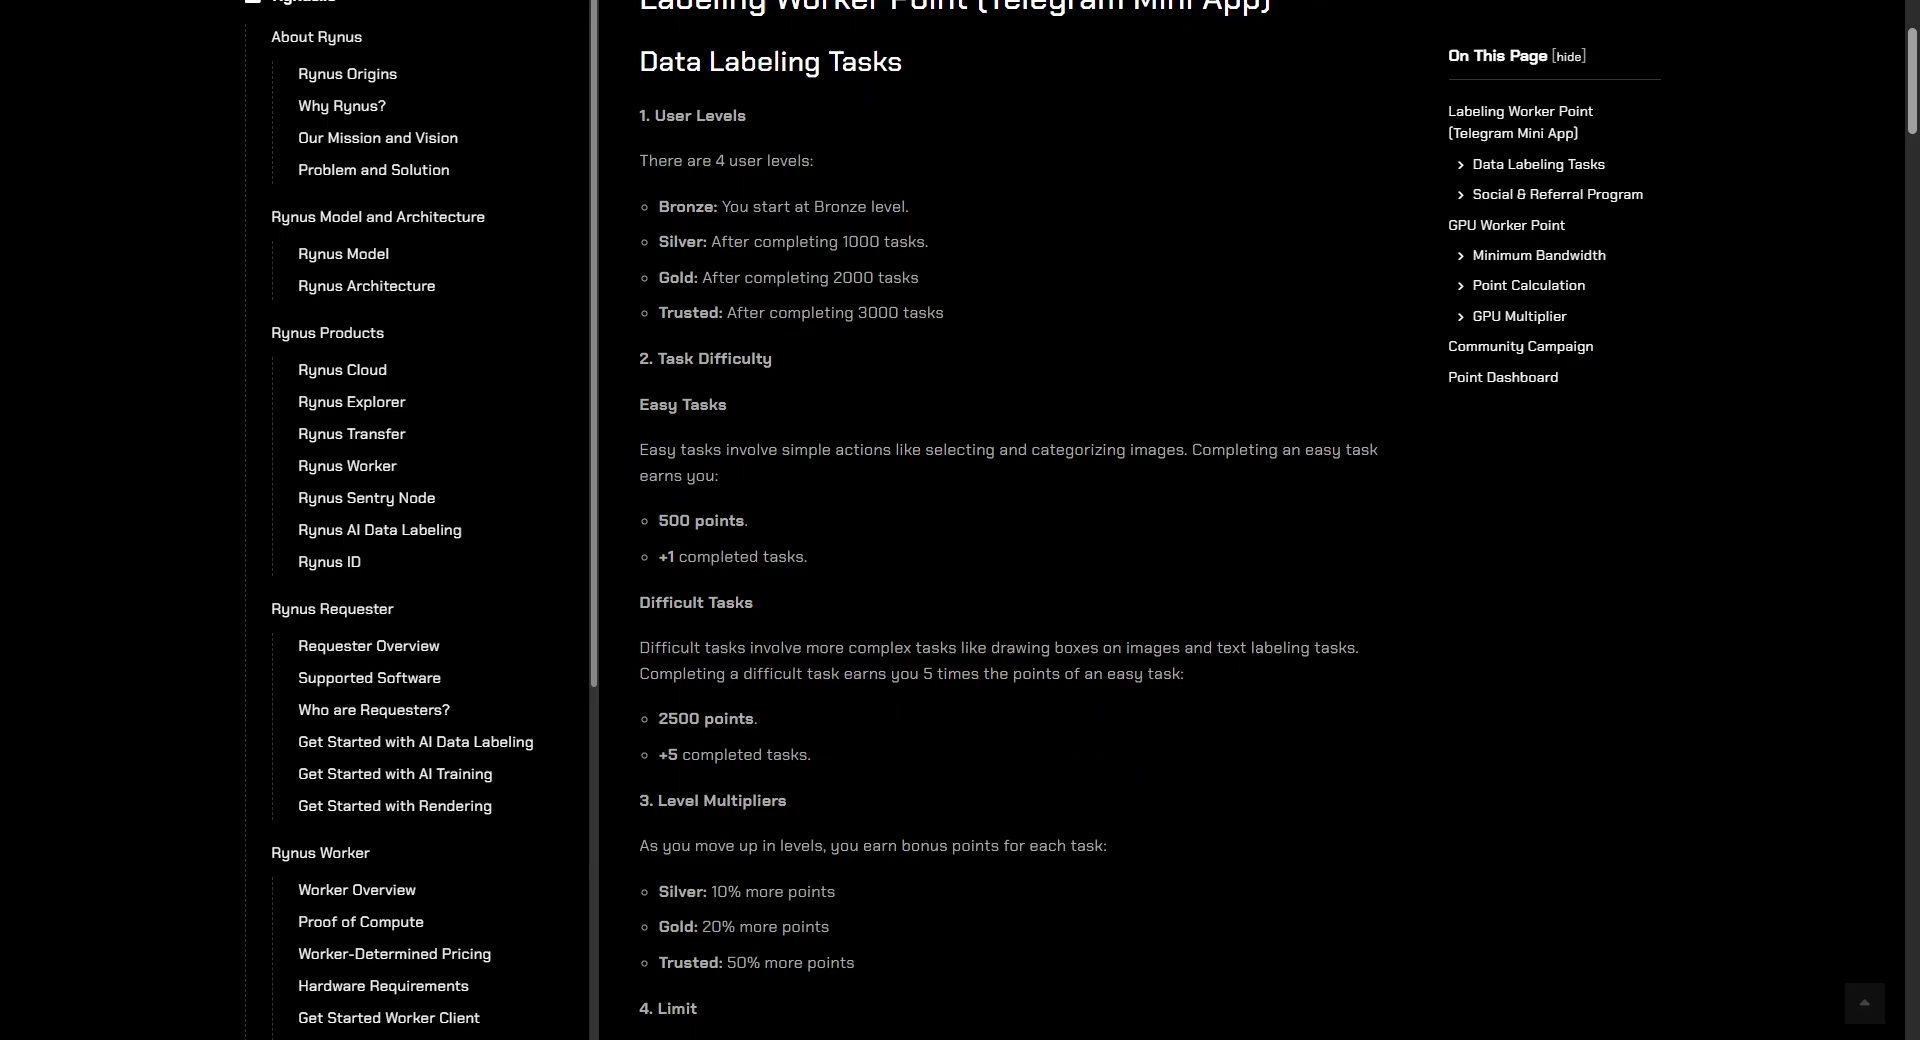 About Rynus
Rynus Origins
Why Rynus?
Our Mission and Vision
Problem and Solution
Rynus Model and Architecture
Rynus Model
Rynus Architecture
Rynus Products
Rynus Cloud
Rynus Explorer
Rynus Transfer
Rynus Worker
Rynus Sentry Node
Rynus AI Data Labeling
Rynus ID
Rynus Requester
Requester Overview
Supported Software
Who are Requesters?
Get Started with AI Data Labeling
Get Started with AI Training
Get Started with Rendering
Rynus Worker
Worker Overview
Proof of Compute
Worker-Determined Pricing
Hardware Requirements
Get Started Worker Client
Labeling Worker Point (Telegram Mini App)
Data Labeling Tasks
1. User Levels
There are 4 user levels:
Bronze: You start at Bronze level.
Silver: After completing 1000 tasks.
Gold: After completing 2000 tasks
Trusted: After completing 3000 tasks
2. Task Difficulty
Easy Tasks
Easy tasks involve simple actions like selecting and categorizing images. Completing an easy task
earns you:
500 points.
+1 completed tasks.
Difficult Tasks
Difficult tasks involve more complex tasks like drawing boxes on images and text labeling tasks.
Completing a difficult task earns you 5 times the points of an easy task:
2500 points.
+5 completed tasks.
3. Level Multipliers
As you move up in levels, you earn bonus points for each task:
Silver: 10% more points
Gold: 20% more points
Trusted: 50% more points
4. Limit
On This Page [hide]
Labeling Worker Point
(Telegram Mini App)
Data Labeling Tasks
Social & Referral Program
GPU Worker Point
Minimum Bandwidth
Point Calculation
GPU Multiplier
Community Campaign
Point Dashboard